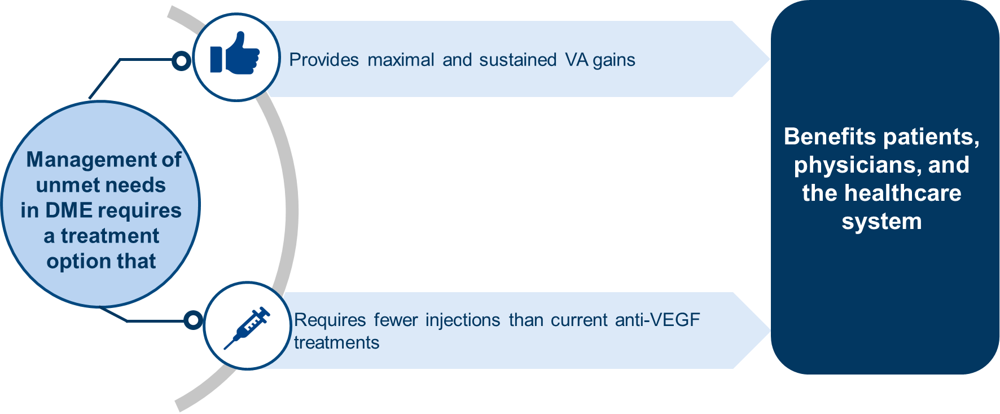 Provides maximal and sustained VA gains
Management of
unmet needs
in DME requires
a treatment
option that
Requires fewer injections than current anti-VEGF
treatments
Benefits patients,
physicians, and
the healthcare
system